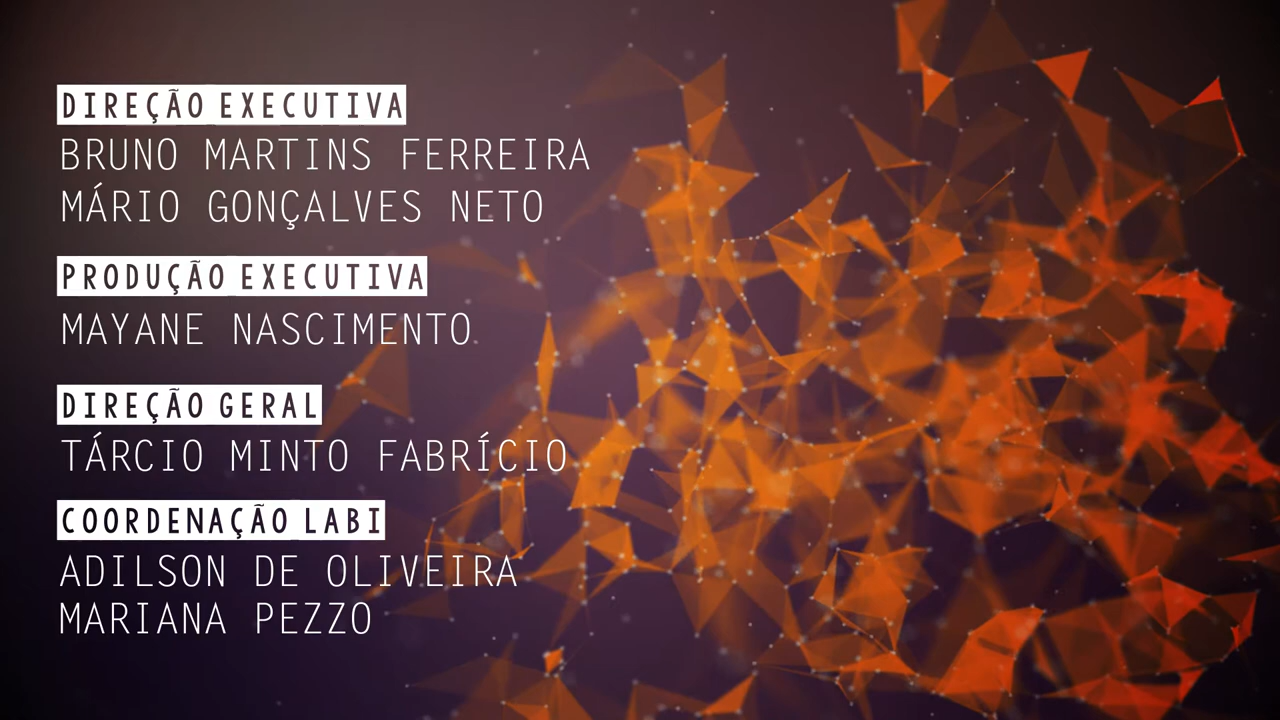 DIREÇÃO EXECUTIVA
BRUNO MARTINS FERREIRA
MÁRIO GONÇALVES NETO
PRODUÇÃO EXECUTIVA
MAYANE NASCIMENTO
DIREÇÃO GERAL
TÁRCIO MINTO FABRÍCIO
COORDENAÇÃO LABI
ADILSON DE OLIVEIRA
MARIANA PEZZO